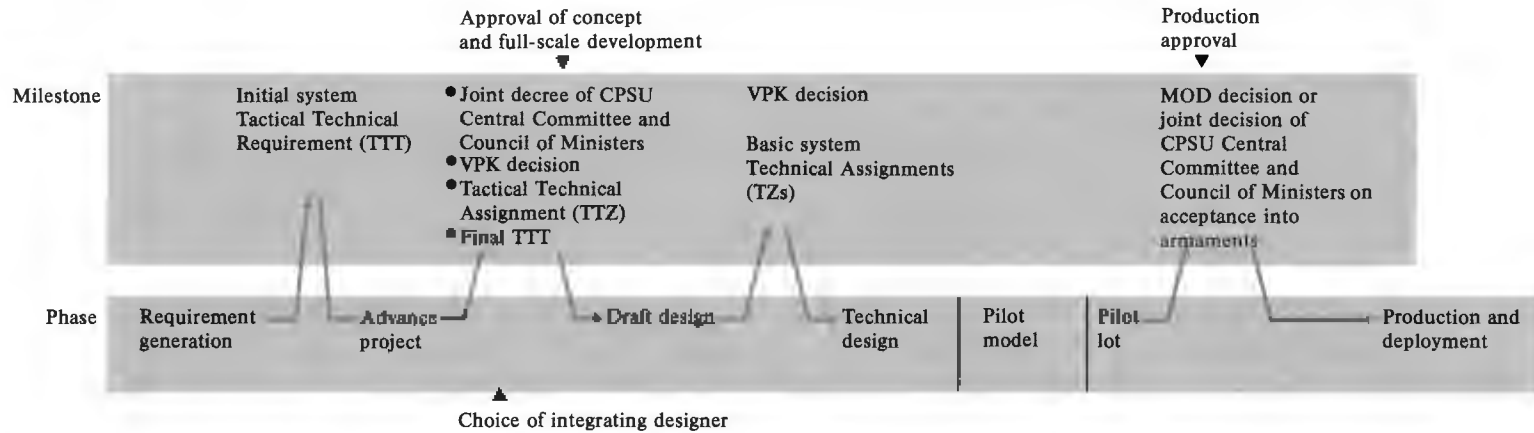 Approval of concept
and full-scale development
Production
approval
Milestone
Initial system
Tactical Technical
Requirement (TTT)
Joint decree of CPSU
Central Committee and
Council of Ministers
VPK decision
Tactical Technical
Assignment (TTZ)
Final TTT
VPK decision
Basic system
Technical Assignments
(TZs)
MOD decision or
joint decision of
CPSU Central
Committee and
Council of Ministers on
acceptance into
armaments
Phase
Requirement
generation
Advance
project
Draft design
Technical
design
Pilot
model
Pilot
lot
Production and
deployment
Choice of integrating designer